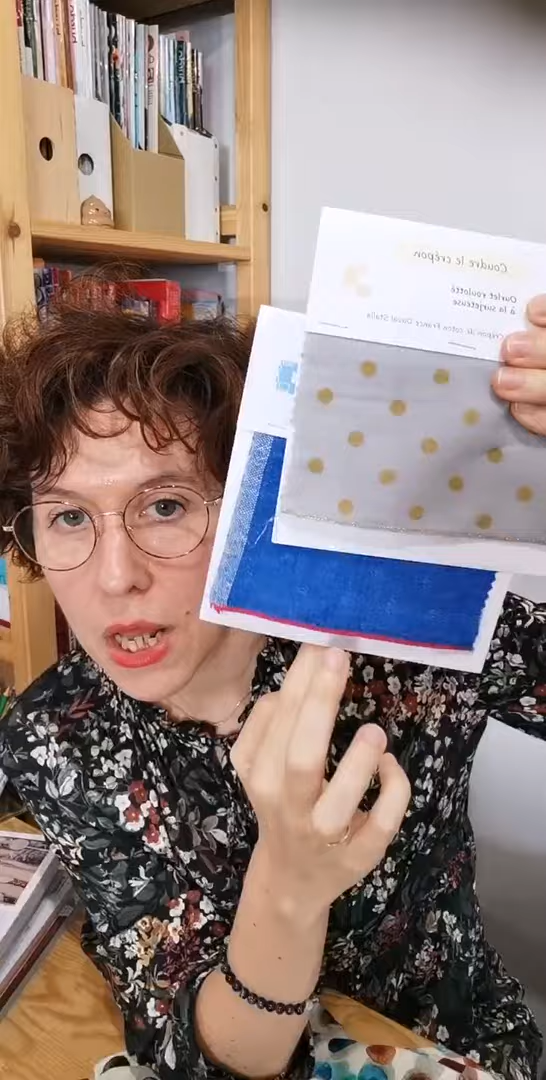 Coudre le crépon
Ourlet roulotté
à la surjeteuse
Crépon de coton France Duval Stalla